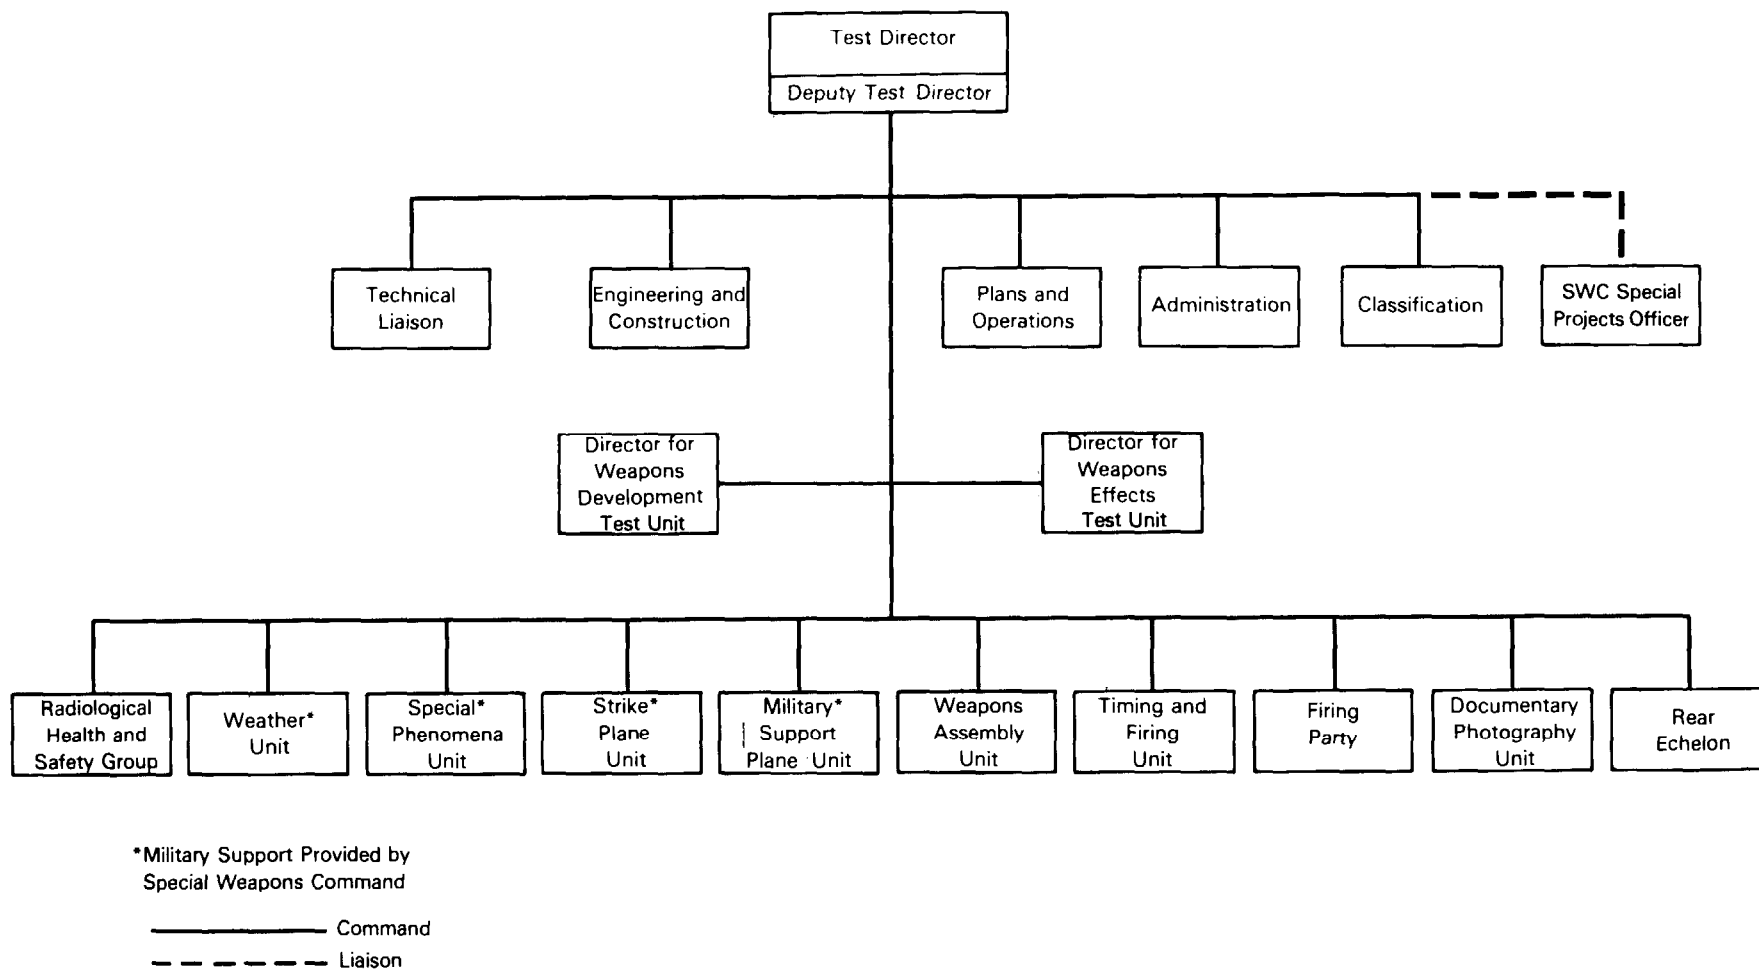 Test Director
Deputy Test Director
Technical
Liaison
Engineering and
Construction
Plans and
Operations
Administration
Classification
SWC Special
Projects Officer
Director for
Weapons
Development
Test Unit
Director for
Weapons
Effects
Test Unit
Radiological
Health and
Safety Group
Weather*
Unit
Special*
Phenomena
Unit
Strike*
Plane
Unit
Military*
Support
Plane Unit
Weapons
Assembly
Unit
Timing and
Firing
Unit
Firing
Party
Documentary
Photography
Unit
Rear
Echelon
*Military Support Provided by
Special Weapons Command
Command
Liaison